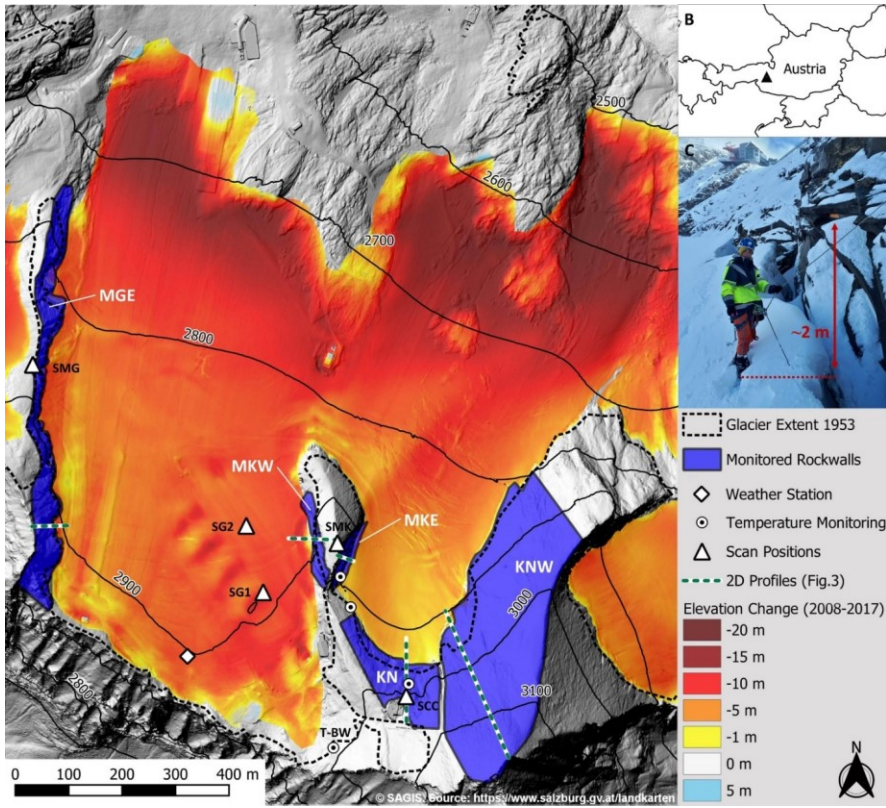 A
B
Austria
C
~2 m
2500
2600
2700
MGE
2800
SMG
MKW
SMK
MKE
SG2
KNW
SG1
2900
3000
KN
SCC
3100
2800
T-BW
0 100 200 300 400 m
© SAGIS, Source: https://www.salzburg.gv.at/landkarten
Glacier Extent 1953
Monitored Rockwalls
Weather Station
Temperature Monitoring
Scan Positions
2D Profiles (Fig.3)
Elevation Change (2008-2017)
-20 m
-15 m
-10 m
-5 m
-1 m
0 m
5 m
N